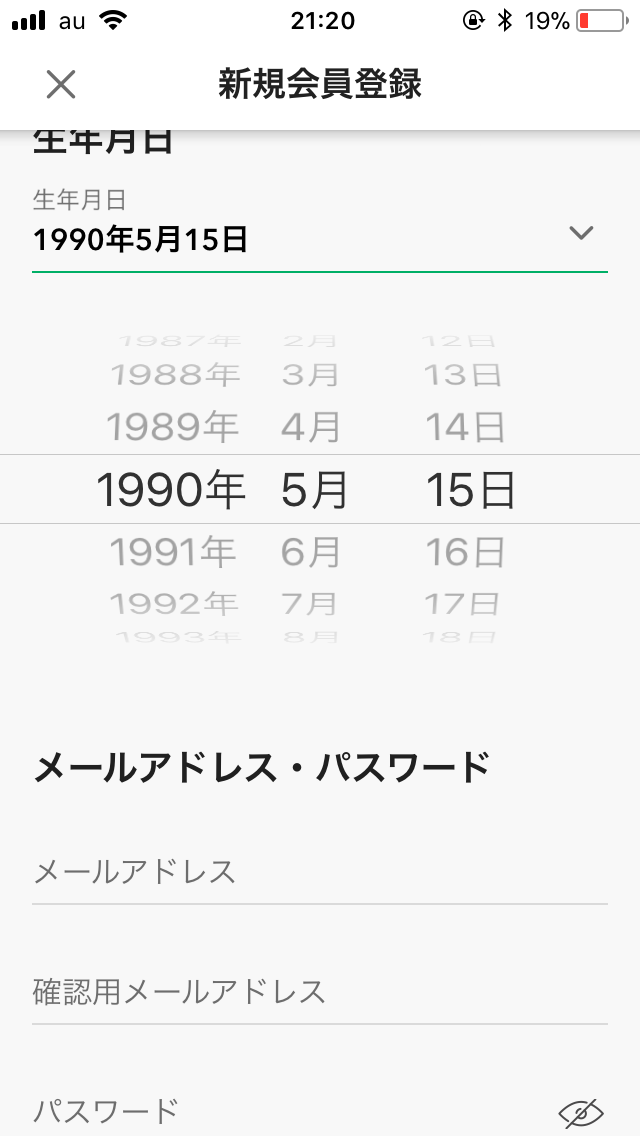 au 21:20 19%
新規会員登録
生年月日
生年月日
1990年5月15日
1987年 2月 12日
1988年 3月 13日
1989年 4月 14日
1990年 5月 15日
1991年 6月 16日
1992年 7月 17日
1993年 8月 18日
メールアドレス・パスワード
メールアドレス
確認用メールアドレス
パスワード